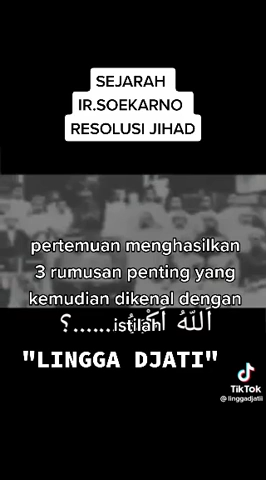 SEJARAH
IR.SOEKARNO
RESOLUSI JIHAD
pertemuan menghasilkan
3 rumusan penting yang
kemudian dikenal dengan
istilah
اَللّٰهُ أَكْبَرُ......؟
"LINGGA DJATI"
TikTok
@linggadjatii